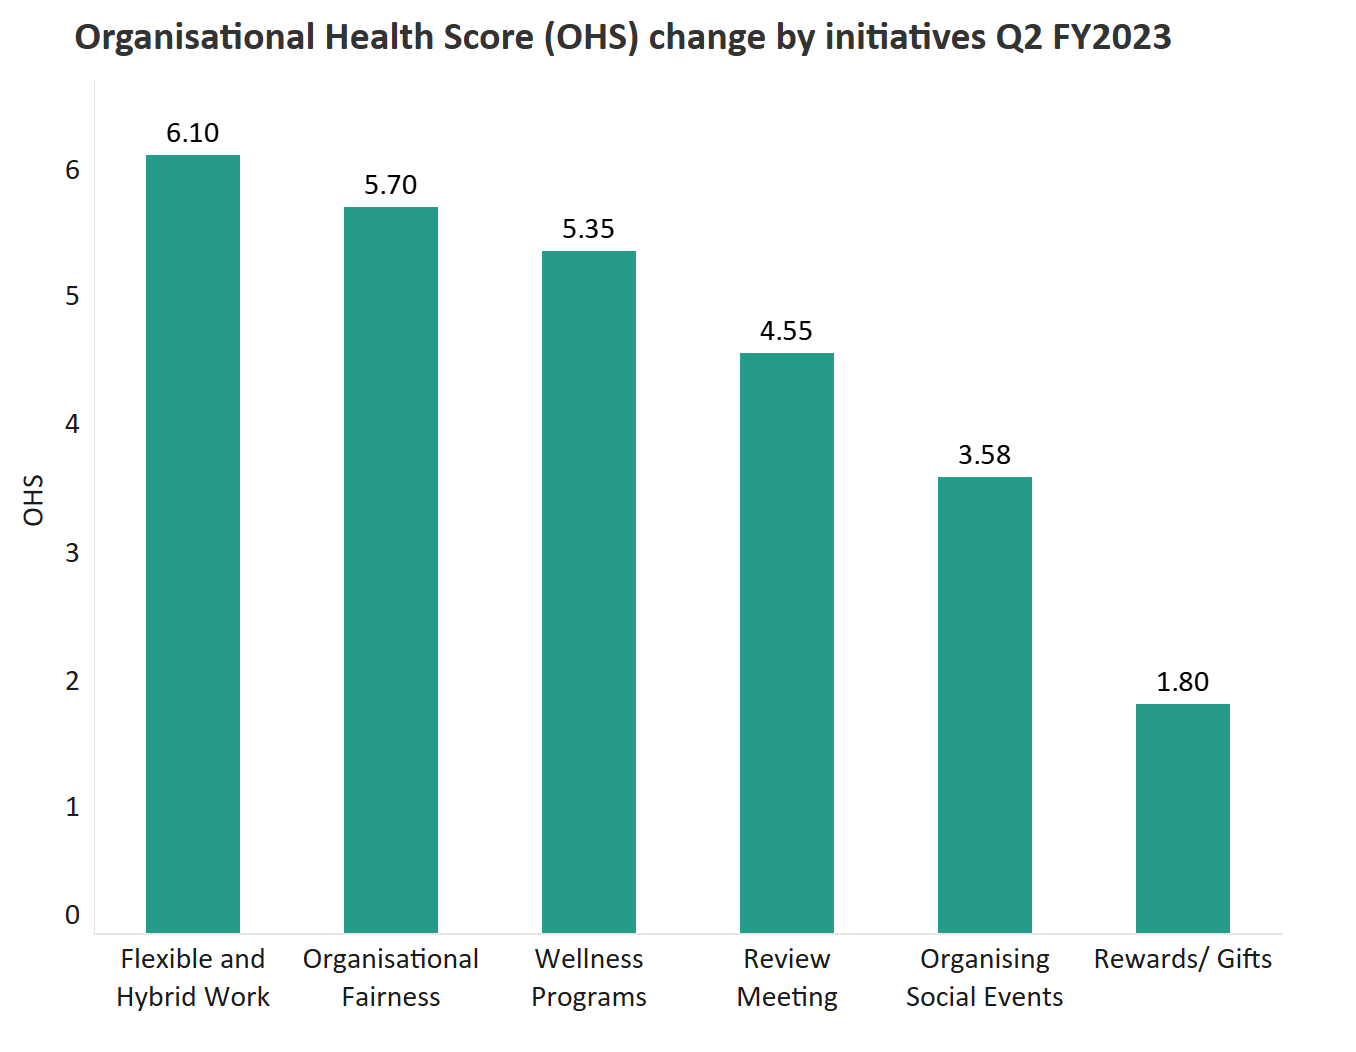 Organisational Health Score (OHS) change by initiatives Q2 FY2023
6.10
5.70
5.35
4.55
3.58
1.80
6
5
4
3
2
1
0
OHS
Flexible and
Hybrid Work
Organisational
Fairness
Wellness
Programs
Review
Meeting
Organising
Social Events
Rewards/ Gifts